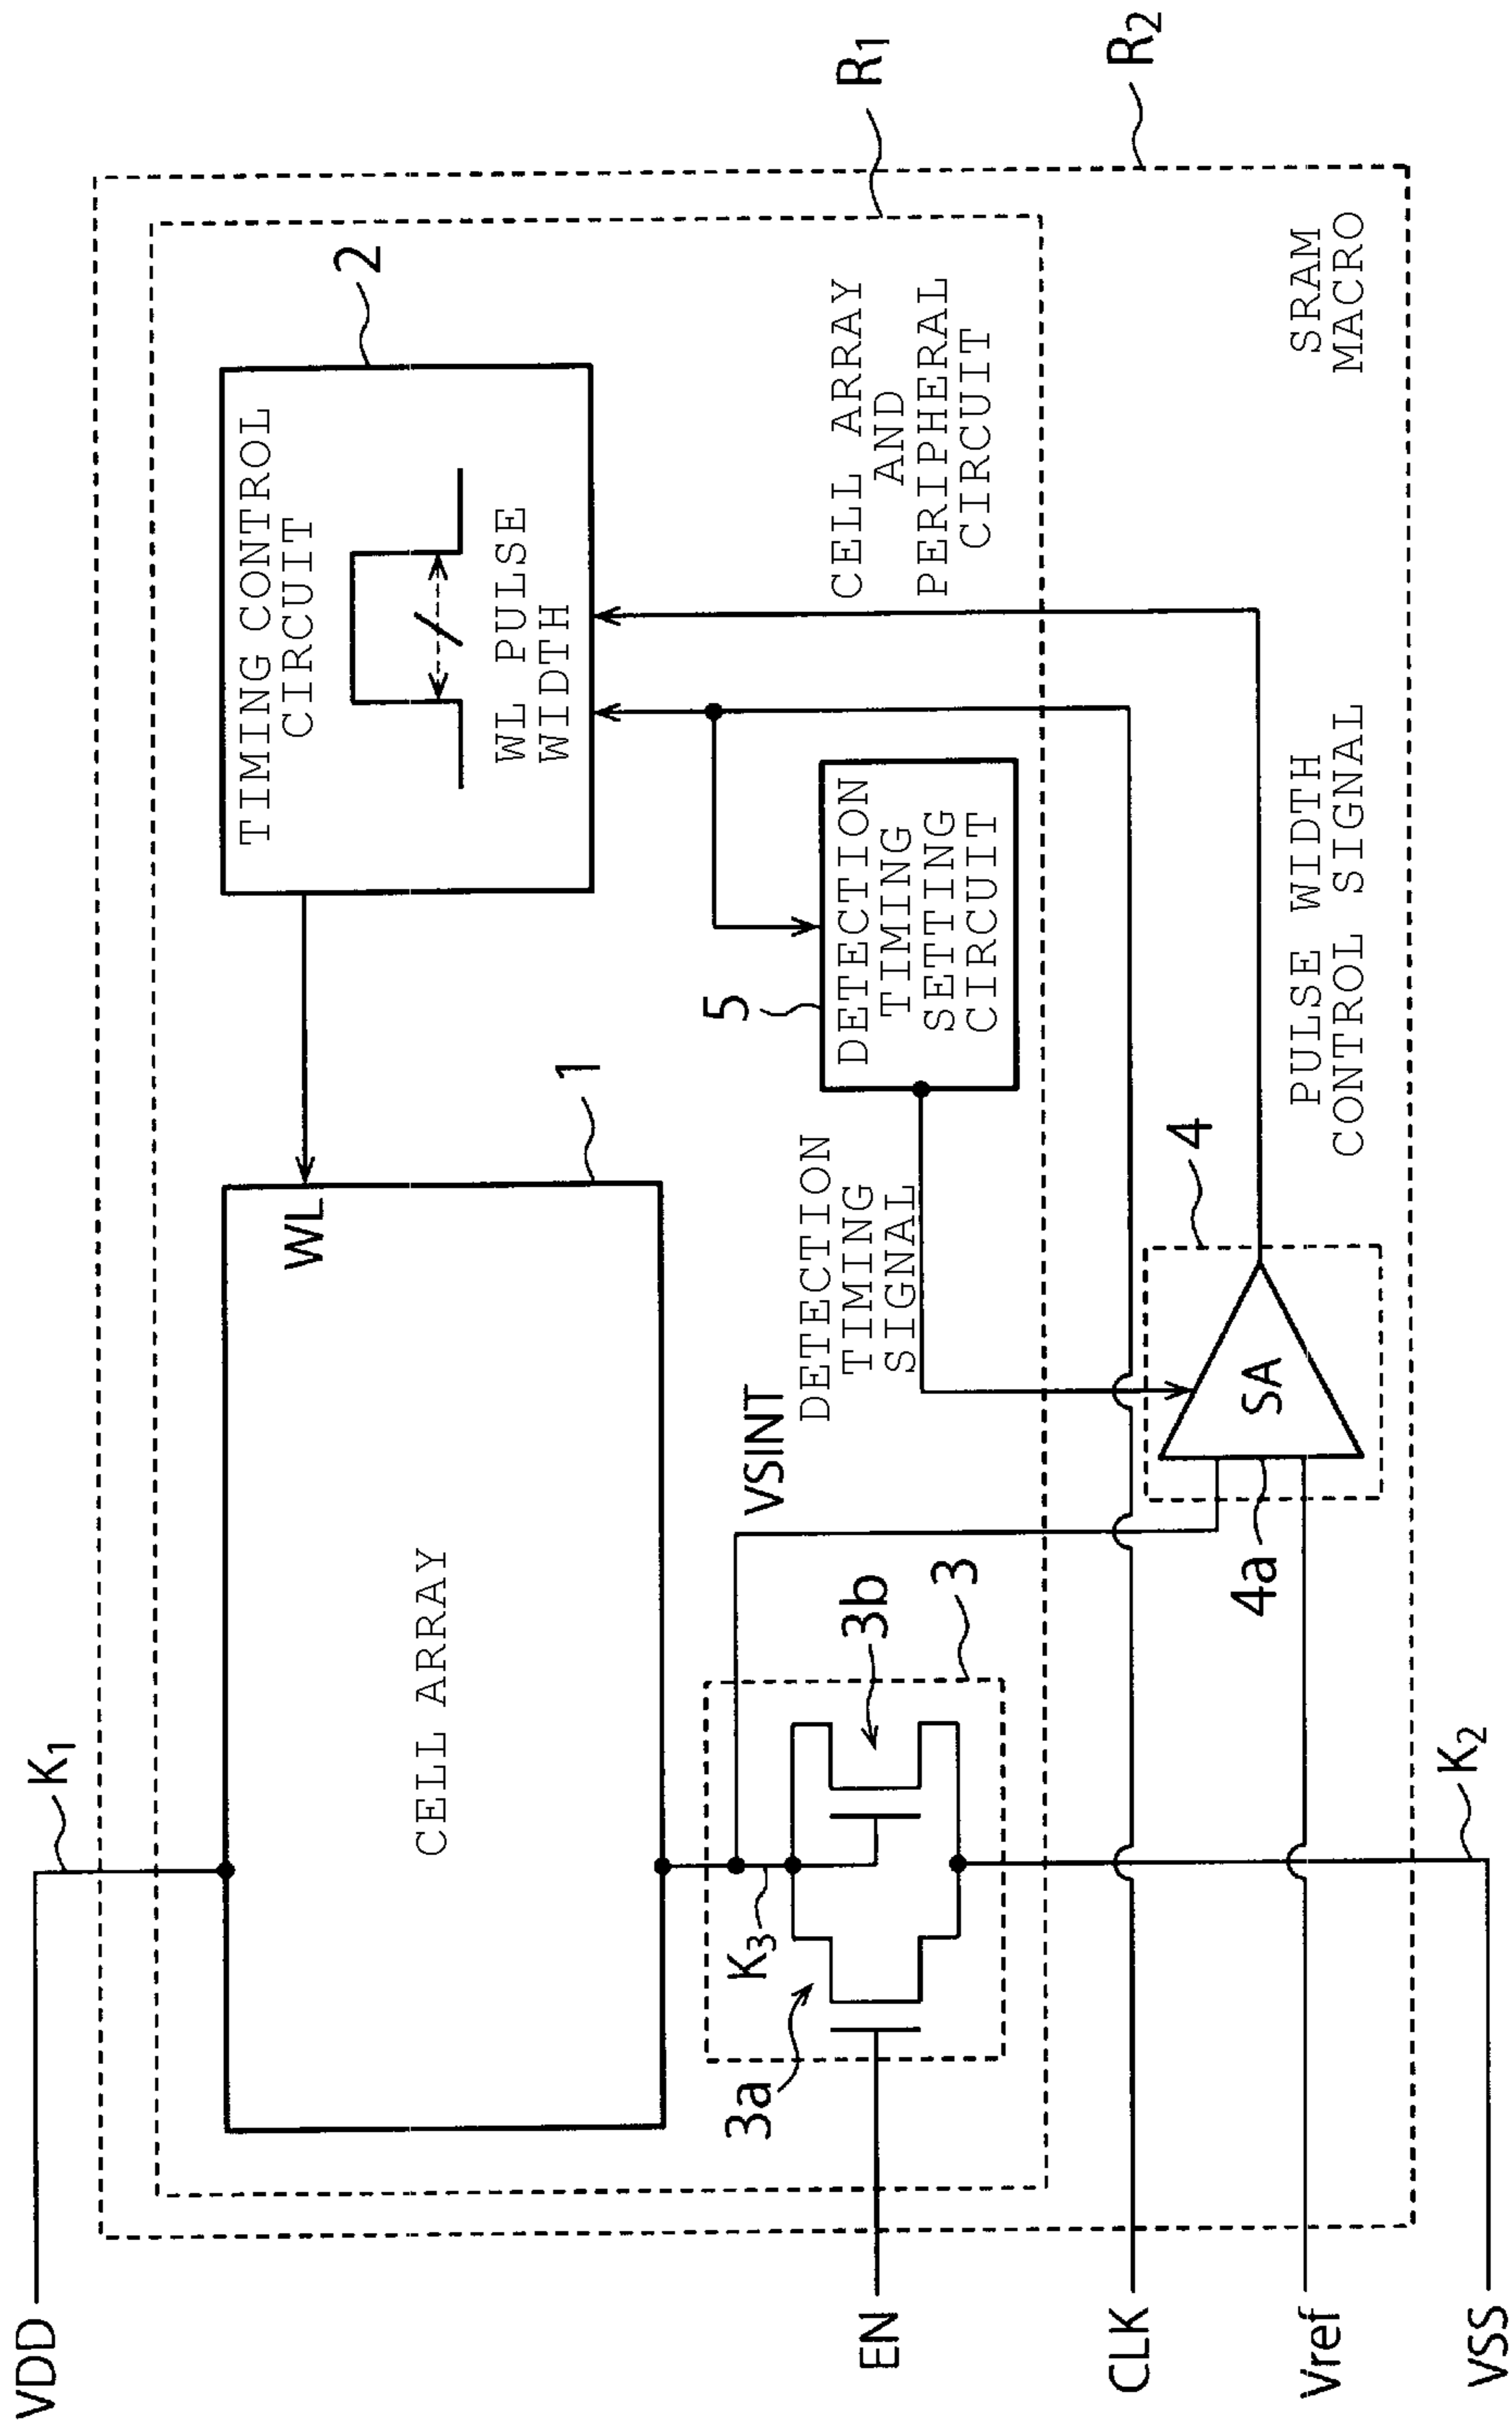 VDD
K1
CELL ARRAY
WL
1
TIMING CONTROL
CIRCUIT
WL PULSE
WIDTH
2
EN
3a
K3
3b
3
VSINT
DETECTION
TIMING
SIGNAL
5
DETECTION
TIMING
SETTING
CIRCUIT
CELL ARRAY
AND
PERIPHERAL
CIRCUIT
R1
CLK
Vref
4a
SA
4
PULSE WIDTH
CONTROL SIGNAL
SRAM
MACRO
R2
VSS
K2